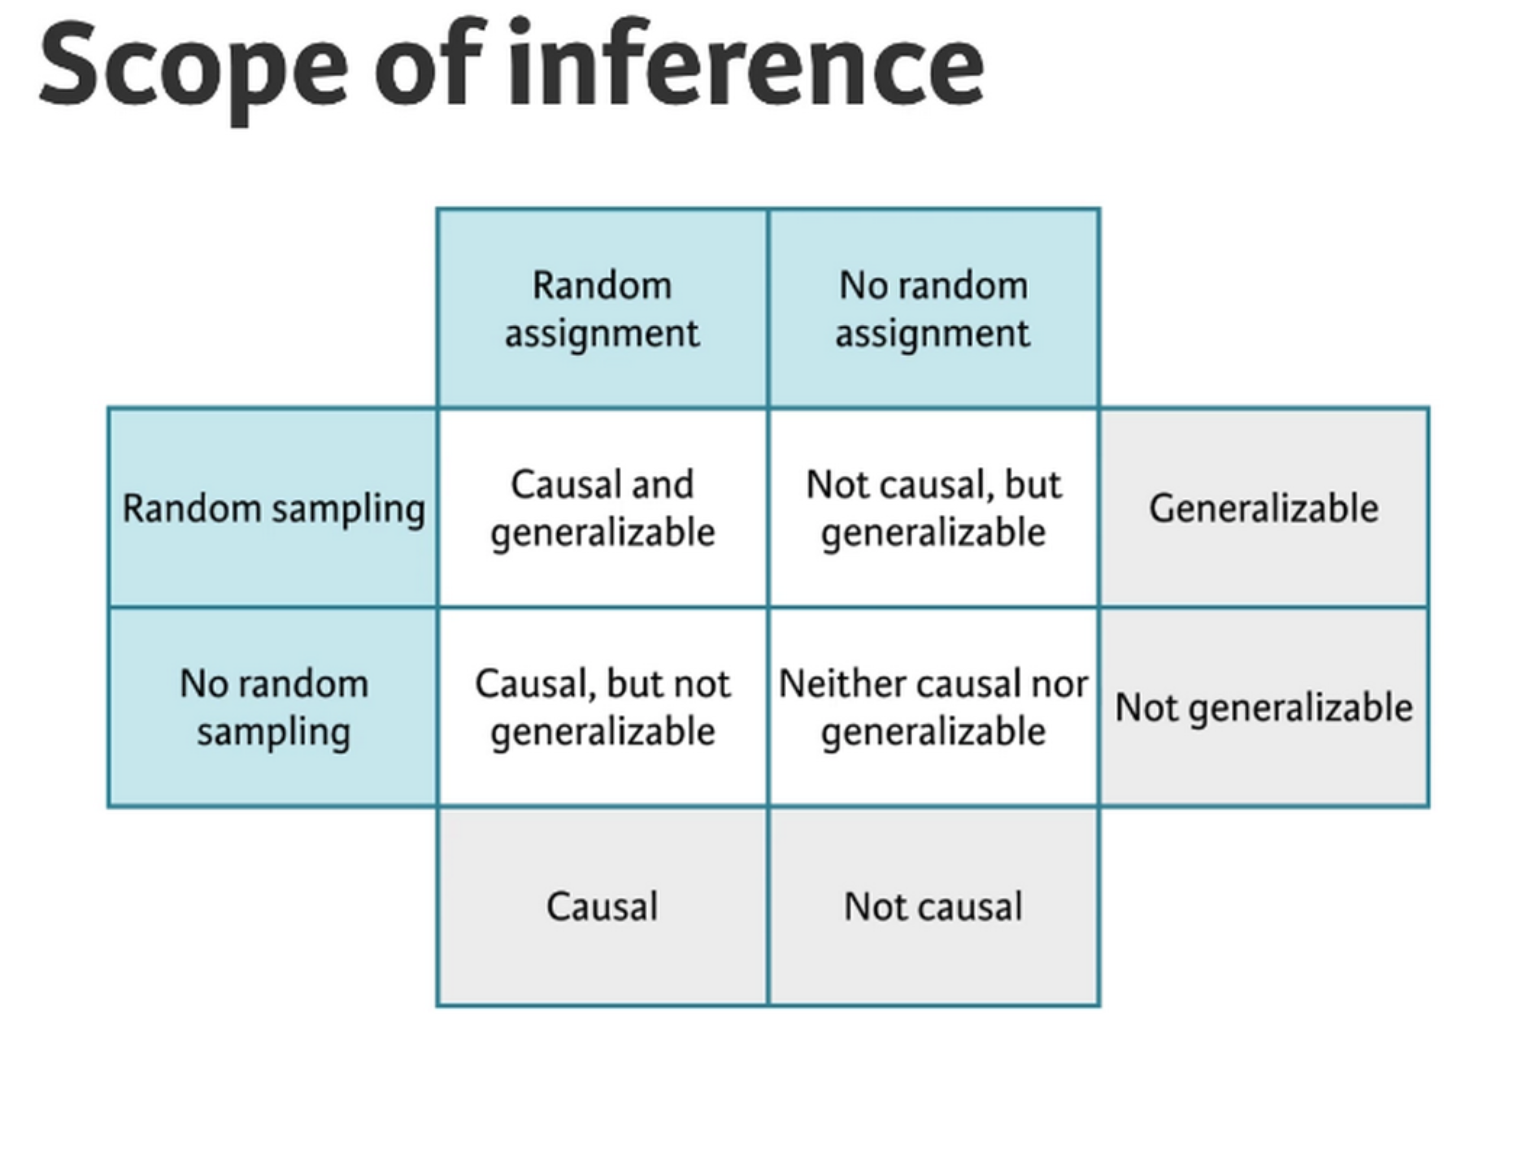 Scope of inference
Random
assignment
No random
assignment
Random sampling
Causal and
generalizable
Not causal, but
generalizable
Generalizable
No random
sampling
Causal, but not
generalizable
Neither causal nor
generalizable
Not generalizable
Causal
Not causal